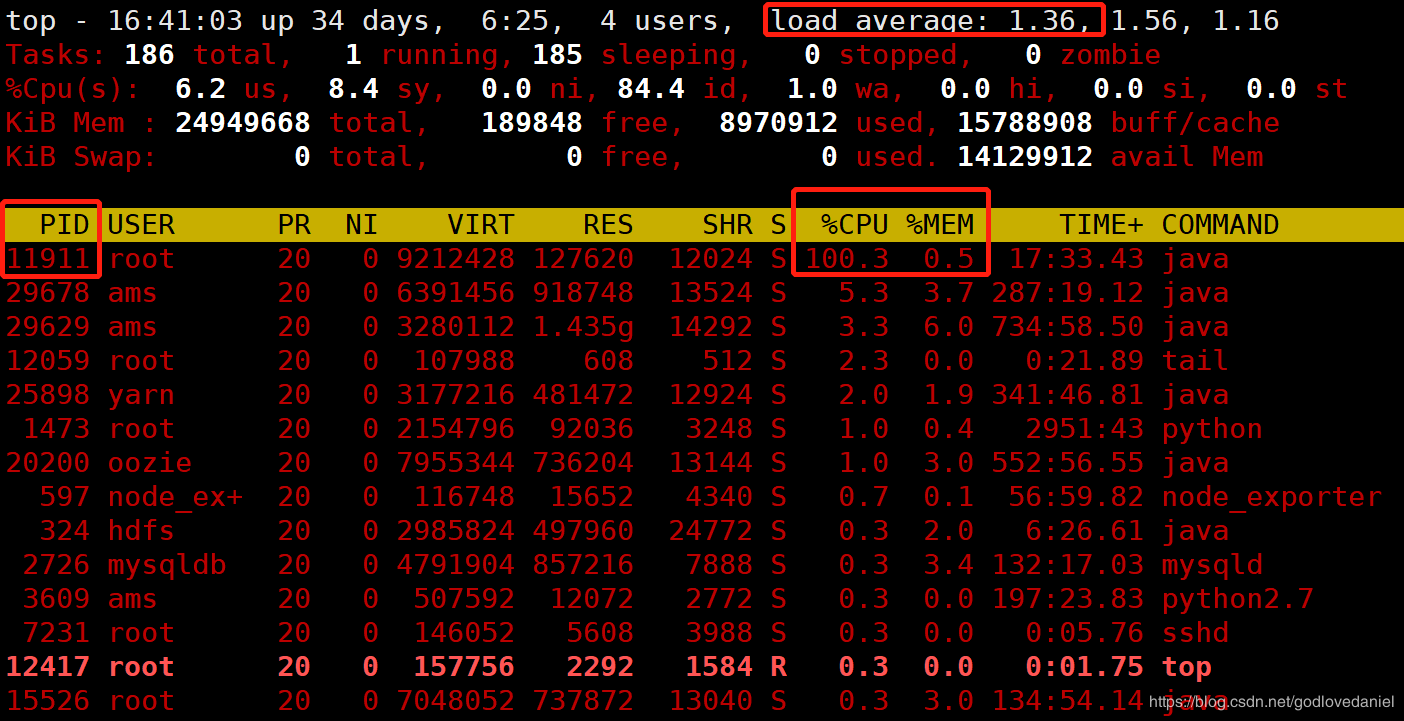 top - 16:41:03 up 34 days,  6:25,  4 users,  load average: 1.36, 1.56, 1.16
Tasks: 186 total,   1 running, 185 sleeping,   0 stopped,   0 zombie
%Cpu(s):  6.2 us,  8.4 sy,  0.0 ni, 84.4 id,  1.0 wa,  0.0 hi,  0.0 si,  0.0 st
KiB Mem : 24949668 total,   189848 free,  8970912 used, 15788908 buff/cache
KiB Swap:        0 total,        0 free,        0 used. 14129912 avail Mem
  PID USER      PR  NI    VIRT    RES    SHR S  %CPU %MEM     TIME+ COMMAND
11911 root      20   0 9212428 127620  12024 S 100.3  0.5  17:33.43 java
29678 ams       20   0 6391456 918748  13524 S   5.3  3.7 287:19.12 java
29629 ams       20   0 3280112 1.435g  14292 S   3.3  6.0 734:58.50 java
12059 root      20   0  107988    608    512 S   2.3  0.0   0:21.89 tail
25898 yarn      20   0 3177216 481472  12924 S   2.0  1.9 341:46.81 java
 1473 root      20   0 2154796  92036   3248 S   1.0  0.4   2951:43 python
20200 oozie     20   0 7955344 736204  13144 S   1.0  3.0 552:56.55 java
  597 node_ex+  20   0  116748  15652   4340 S   0.7  0.1  56:59.82 node_exporter
  324 hdfs      20   0 2985824 497960  24772 S   0.3  2.0   6:26.61 java
 2726 mysqldb   20   0 4791904 857216   7888 S   0.3  3.4 132:17.03 mysqld
 3609 ams       20   0  507592  12072   2772 S   0.3  0.0 197:23.83 python2.7
 7231 root      20   0  146052   5608   3988 S   0.3  0.0   0:05.76 sshd
12417 root      20   0  157756   2292   1584 R   0.3  0.0   0:01.75 top
15526 root      20   0 7048052 737872  13040 S   0.3  3.0 134:54.14 java
https://blog.csdn.net/godlovedaniel